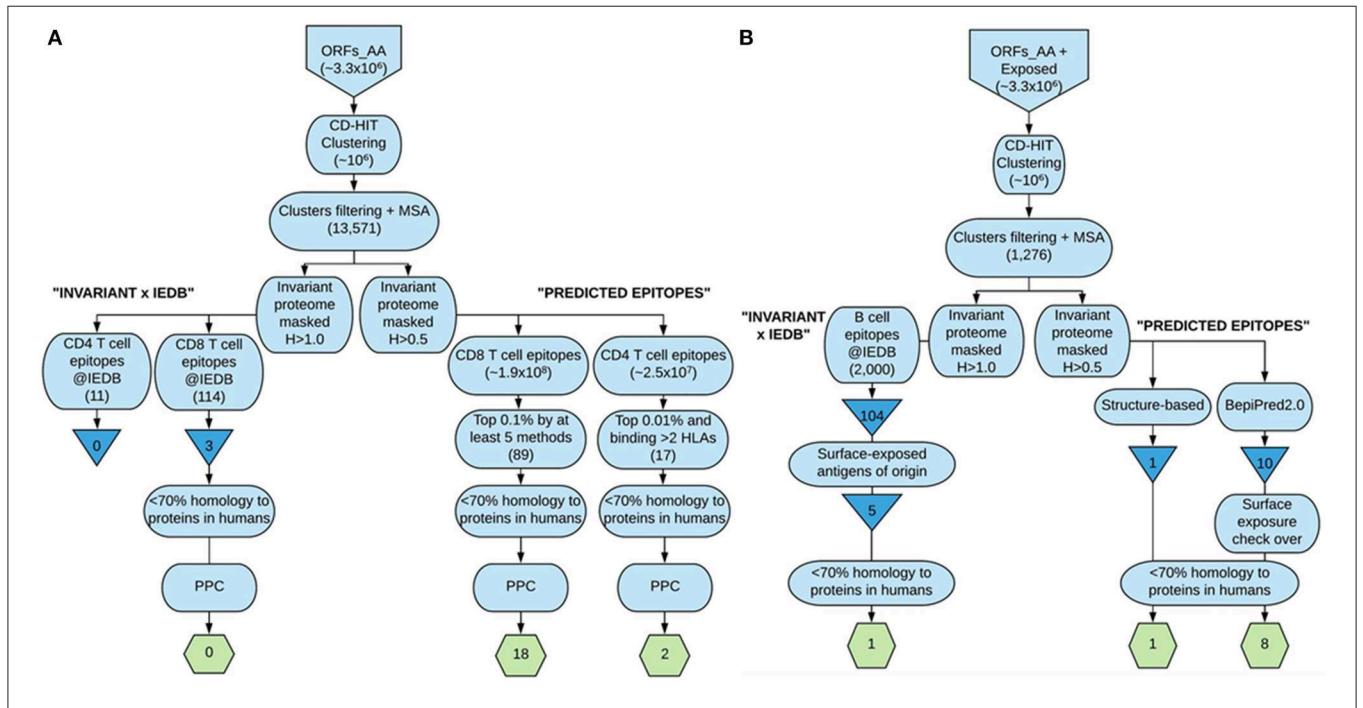 A
ORFs_AA
(~3.3x10⁶)
CD-HIT
Clustering
(~10⁶)
Clusters filtering + MSA
(13,571)
"INVARIANT x IEDB"
Invariant
proteome
masked
H>1.0
Invariant
proteome
masked
H>0.5
"PREDICTED EPITOPES"
CD4 T cell
epitopes
@IEDB
(11)
CD8 T cell
epitopes
@IEDB
(114)
CD8 T cell epitopes
(~1.9x10⁸)
CD4 T cell epitopes
(~2.5x10⁷)
0
3
Top 0.1% by at
least 5 methods
(89)
Top 0.01% and
binding >2 HLAs
(17)
<70% homology to
proteins in humans
<70% homology to
proteins in humans
<70% homology to
proteins in humans
PPC
PPC
PPC
0
18
2
B
ORFs_AA +
Exposed
(~3.3x10⁶)
CD-HIT
Clustering
(~10⁶)
Clusters filtering + MSA
(1,276)
"INVARIANT
x IEDB"
B cell
epitopes
@IEDB
(2,000)
Invariant
proteome
masked
H>1.0
Invariant
proteome
masked
H>0.5
"PREDICTED EPITOPES"
Structure-based
BepiPred2.0
104
Surface-exposed
antigens of origin
1
10
5
Surface
exposure
check over
<70% homology to
proteins in humans
<70% homology to
proteins in humans
1
1
8